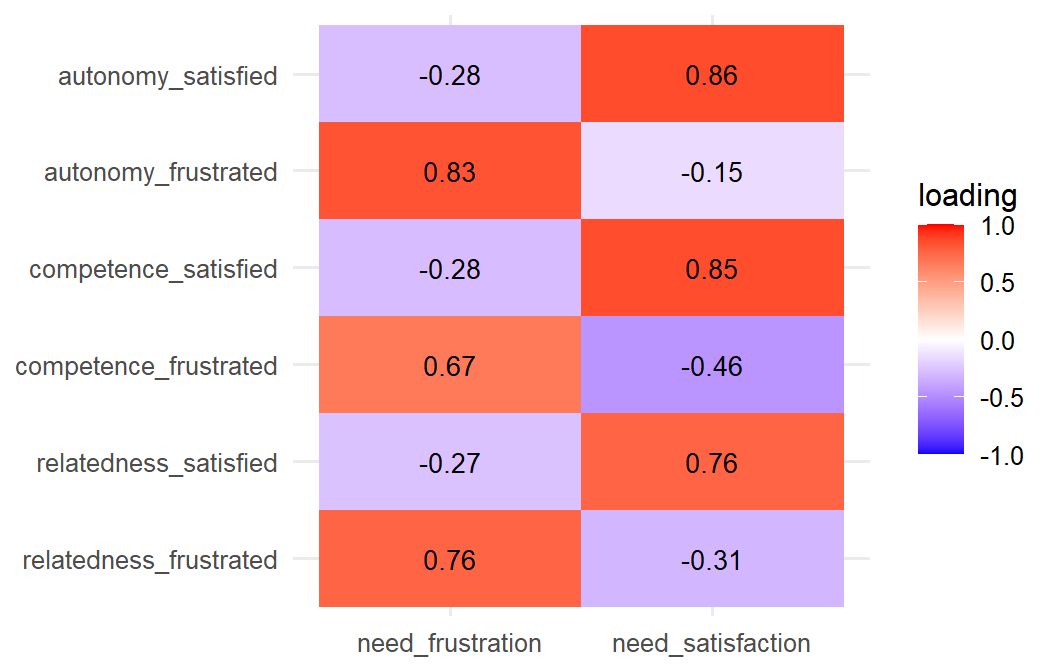 autonomy_satisfied -0.28 0.86
autonomy_frustrated 0.83 -0.15
competence_satisfied -0.28 0.85
competence_frustrated 0.67 -0.46
relatedness_satisfied -0.27 0.76
relatedness_frustrated 0.76 -0.31
need_frustration need_satisfaction
loading
1.0
0.5
0.0
-0.5
-1.0